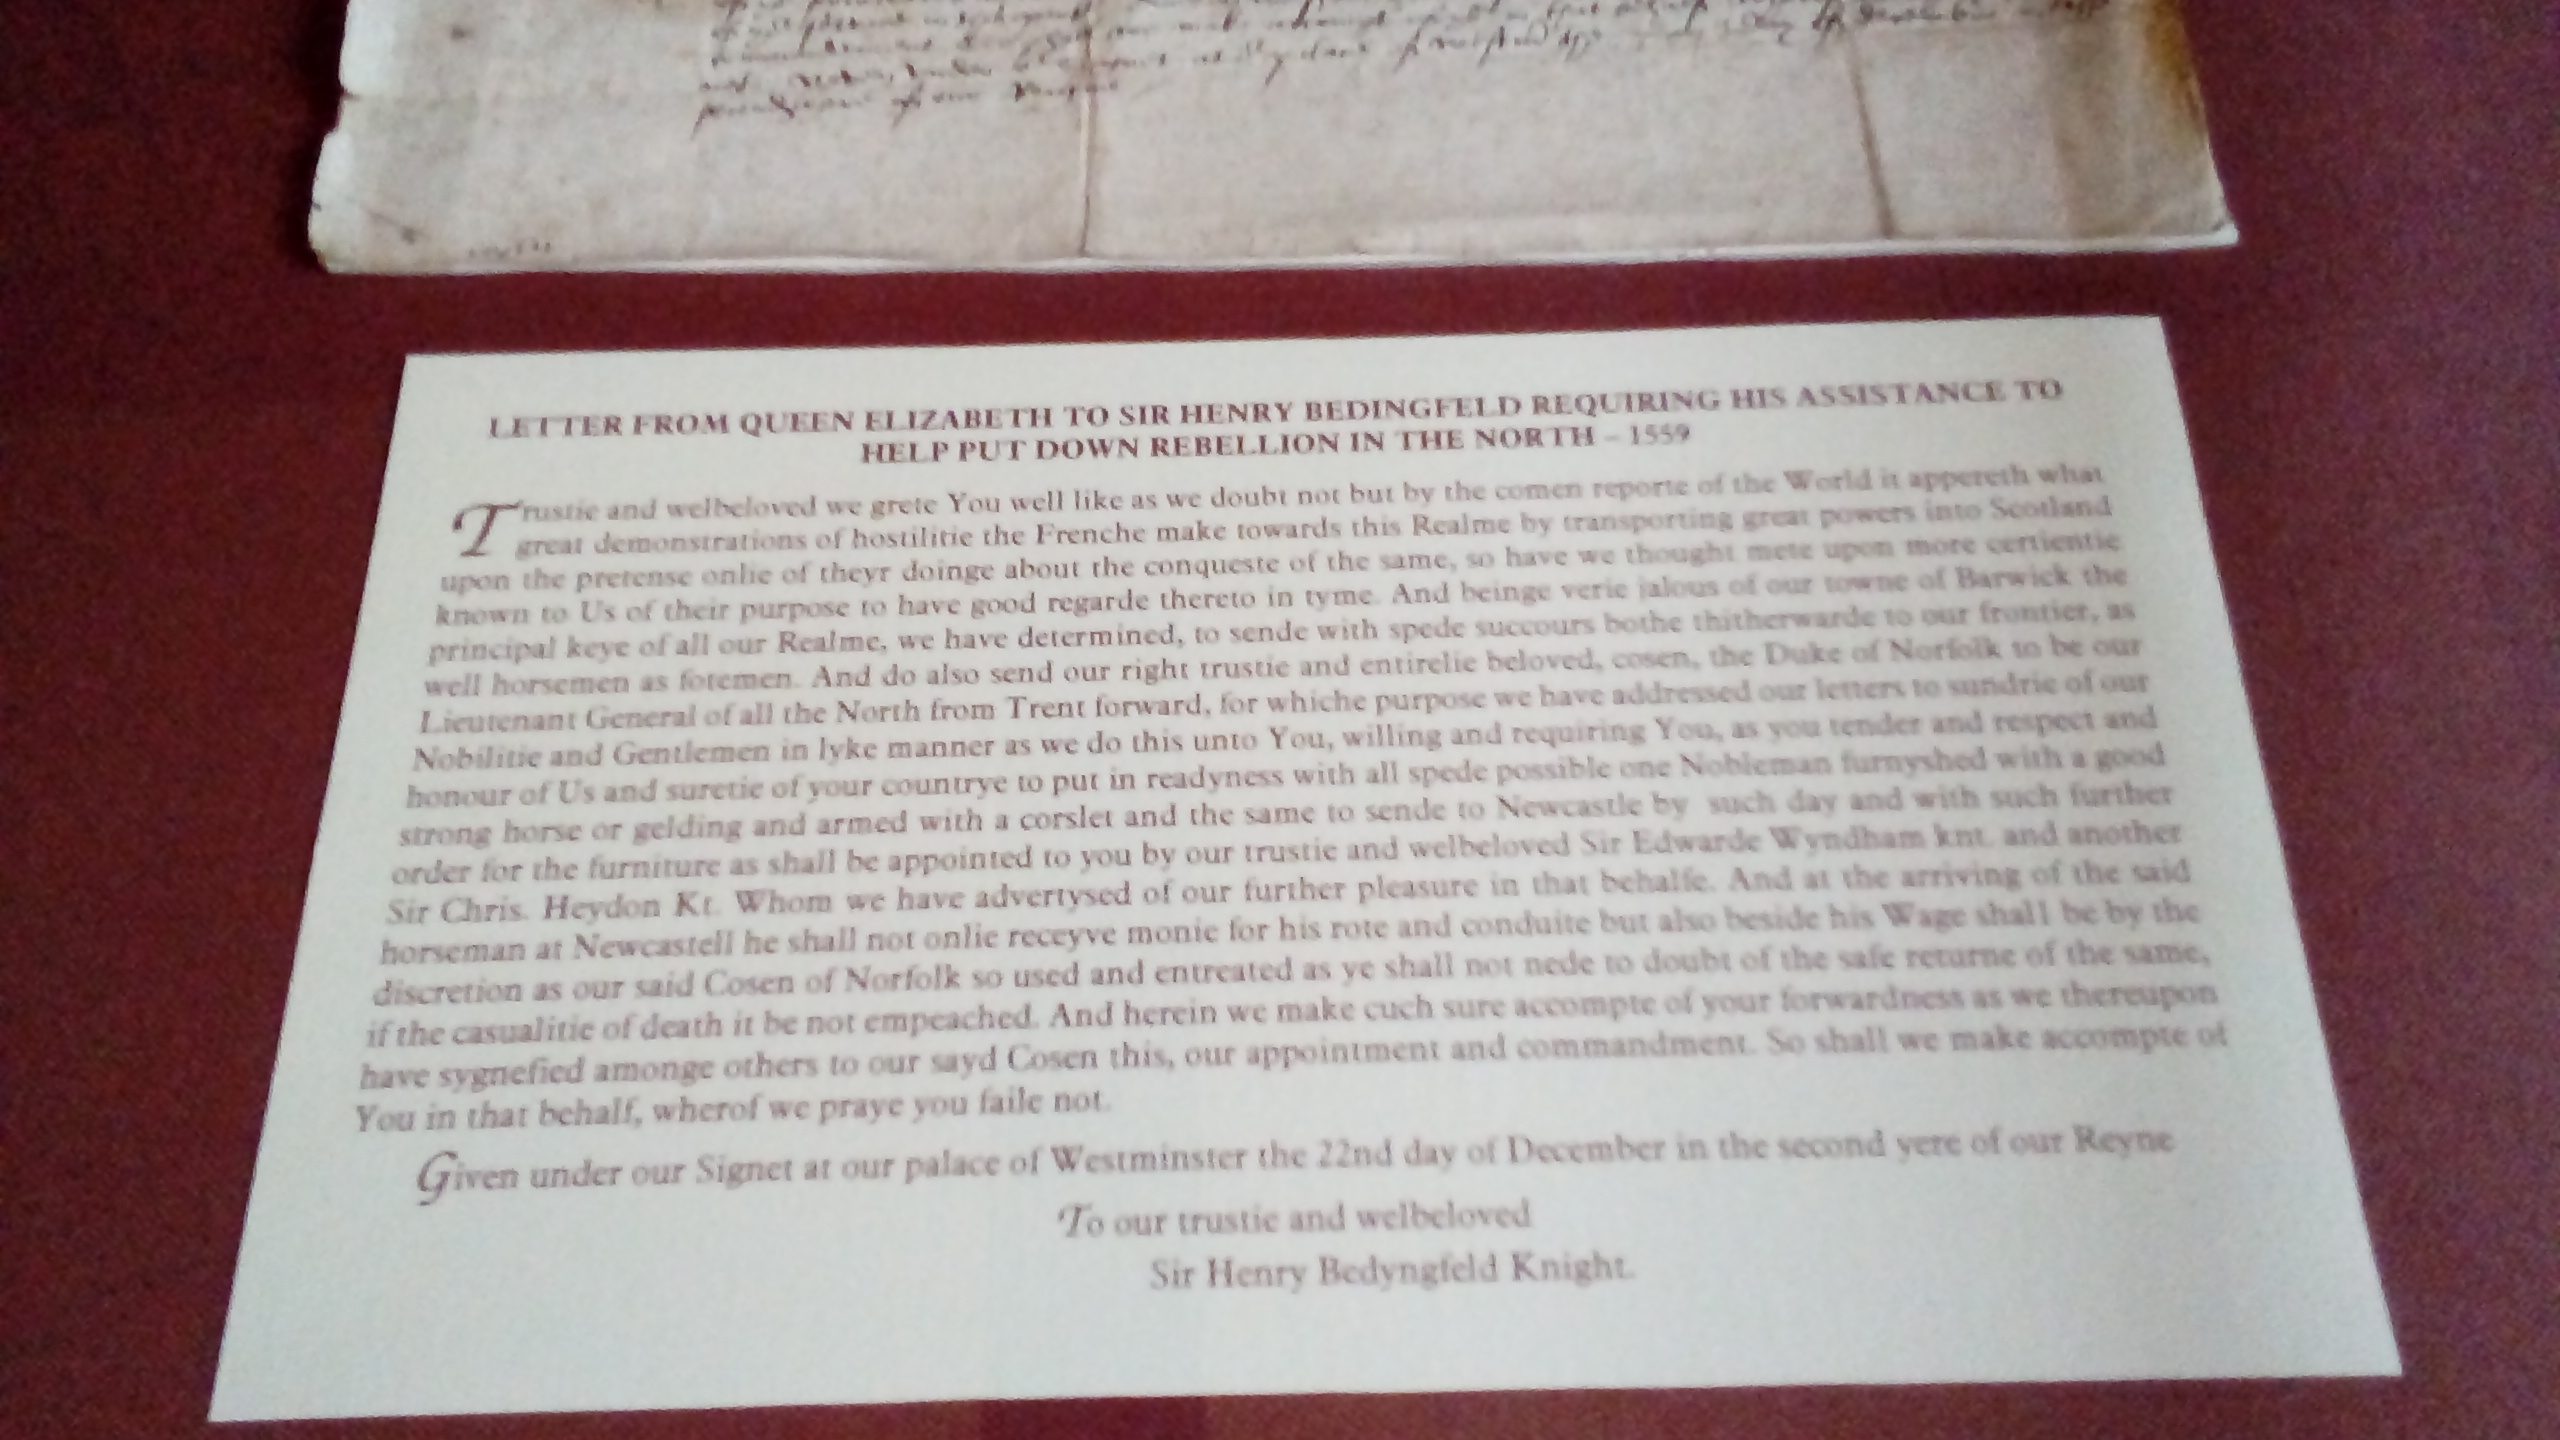 LETTER FROM QUEEN ELIZABETH TO SIR HENRY BEDINGFELD REQUIRING HIS ASSISTANCE TO
HELP PUT DOWN REBELLION IN THE NORTH – 1559
Trustie and welbeloved we grete You well like as we doubt not but by the comen reporte of the World it appereth what
great demonstrations of hostilitie the Frenche make towards this Realme by transporting great powers into Scotland
upon the pretense onlie of theyr doinge about the conqueste of the same, so have we thought mete upon more certientie
known to Us of their purpose to have good regarde thereto in tyme. And beinge verie jalous of our towne of Barwick the
principal keye of all our Realme, we have determined, to sende with spede succours bothe thitherwarde to our frontier, as
well horsemen as fotemen. And do also send our right trustie and entirelie beloved, cosen, the Duke of Norfolk to be our
Lieutenant General of all the North from Trent forward, for whiche purpose we have addressed our letters to sundrie of our
Nobilitie and Gentlemen in lyke manner as we do this unto You, willing and requiring You, as you tender and respect and
honour of Us and suretie of your countrye to put in readyness with all spede possible one Nobleman furnyshed with a good
strong horse or gelding and armed with a corslet and the same to sende to Newcastle by such day and with such further
order for the furniture as shall be appointed to you by our trustie and welbeloved Sir Edwarde Wyndham knt. and another
Sir Chris. Heydon Kt. Whom we have advertysed of our further pleasure in that behalfe. And at the arriving of the said
horseman at Newcastell he shall not onlie receyve monie for his rote and conduite but also beside his Wage shall be by the
discretion as our said Cosen of Norfolk so used and entreated as ye shall not nede to doubt of the safe returne of the same,
if the casualitie of death it be not empeached. And herein we make cuch sure accompte of your forwardness as we thereupon
have sygnefied amonge others to our sayd Cosen this, our appointment and commandment. So shall we make accompte of
You in that behalf, wherof we praye you faile not.
Given under our Signet at our palace of Westminster the 22nd day of December in the second yere of our Reyne
To our trustie and welbeloved
Sir Henry Bedyngfeld Knight.